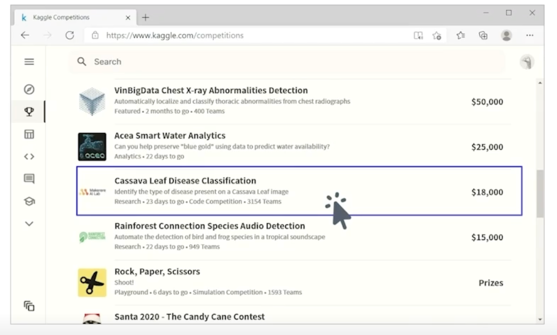 Kaggle Competitions
https://www.kaggle.com/competitions
Search
VinBigData Chest X-ray Abnormalities Detection
Automatically localize and classify thoracic abnormalities from chest radiographs
Featured • 2 months to go • 400 Teams
$50,000
acea
Acea Smart Water Analytics
Can you help preserve "blue gold" using data to predict water availability?
Analytics • 22 days to go
$25,000
Makerere
AI Lab
Cassava Leaf Disease Classification
Identify the type of disease present on a Cassava Leaf image
Research • 23 days to go • Code Competition • 3154 Teams
$18,000
Rainforest Connection Species Audio Detection
Automate the detection of bird and frog species in a tropical soundscape
Research • 22 days to go • 949 Teams
$15,000
Rock, Paper, Scissors
Shoot!
Playground • 6 days to go • Simulation Competition • 1593 Teams
Prizes
Santa 2020 - The Candy Cane Contest